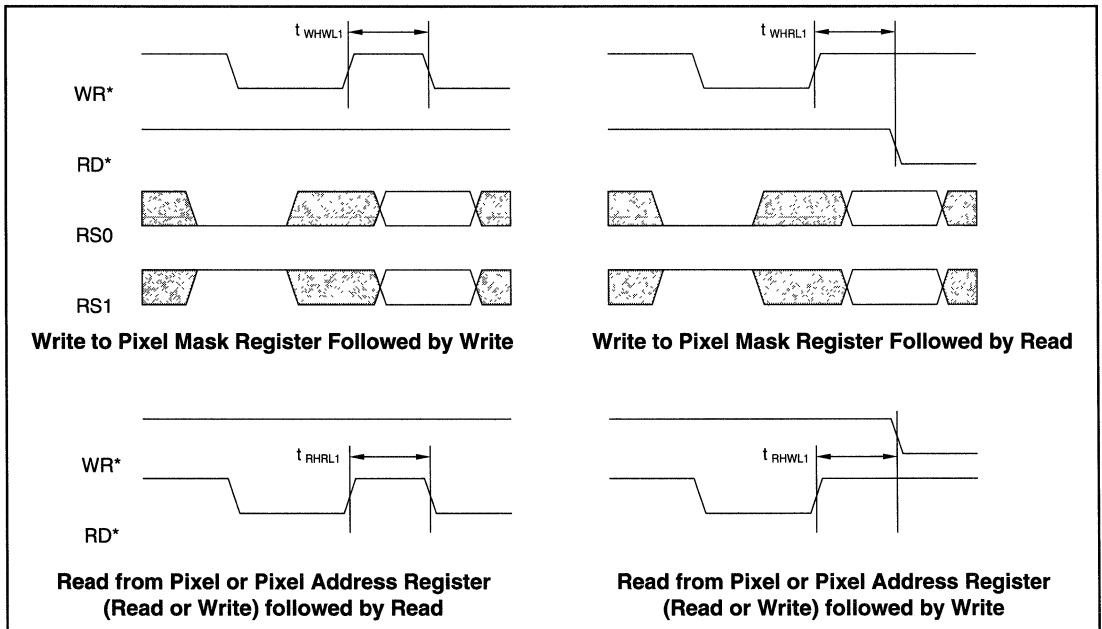 t WHWL1
WR*
RD*
RS0
RS1
Write to Pixel Mask Register Followed by Write
t WHRL1
Write to Pixel Mask Register Followed by Read
WR*
t RHRL1
RD*
Read from Pixel or Pixel Address Register
(Read or Write) followed by Read
t RHWL1
Read from Pixel or Pixel Address Register
(Read or Write) followed by Write